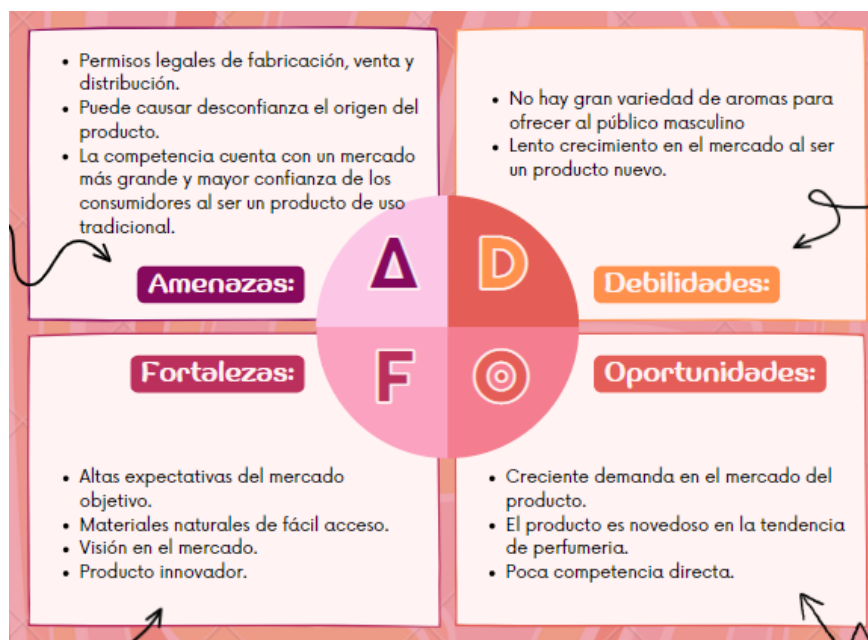 • Permisos legales de fabricación, venta y
distribución.
• Puede causar desconfianza el origen del
producto.
• La competencia cuenta con un mercado
más grande y mayor confianza de los
consumidores al ser un producto de uso
tradicional.
Amenazas:
• No hay gran variedad de aromas para
ofrecer al público masculino
• Lento crecimiento en el mercado al ser
un producto nuevo.
Debilidades:
A D
F O
Fortalezas:
• Altas expectativas del mercado
objetivo.
• Materiales naturales de fácil acceso.
• Visión en el mercado.
• Producto innovador.
Oportunidades:
• Creciente demanda en el mercado del
producto.
• El producto es novedoso en la tendencia
de perfumeria.
• Poca competencia directa.